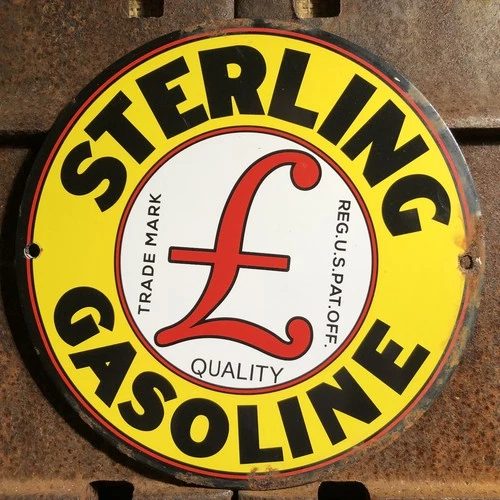 STERLING
TRADE MARK
£
REG.U.S.PAT.OFF.
QUALITY
GASOLINE